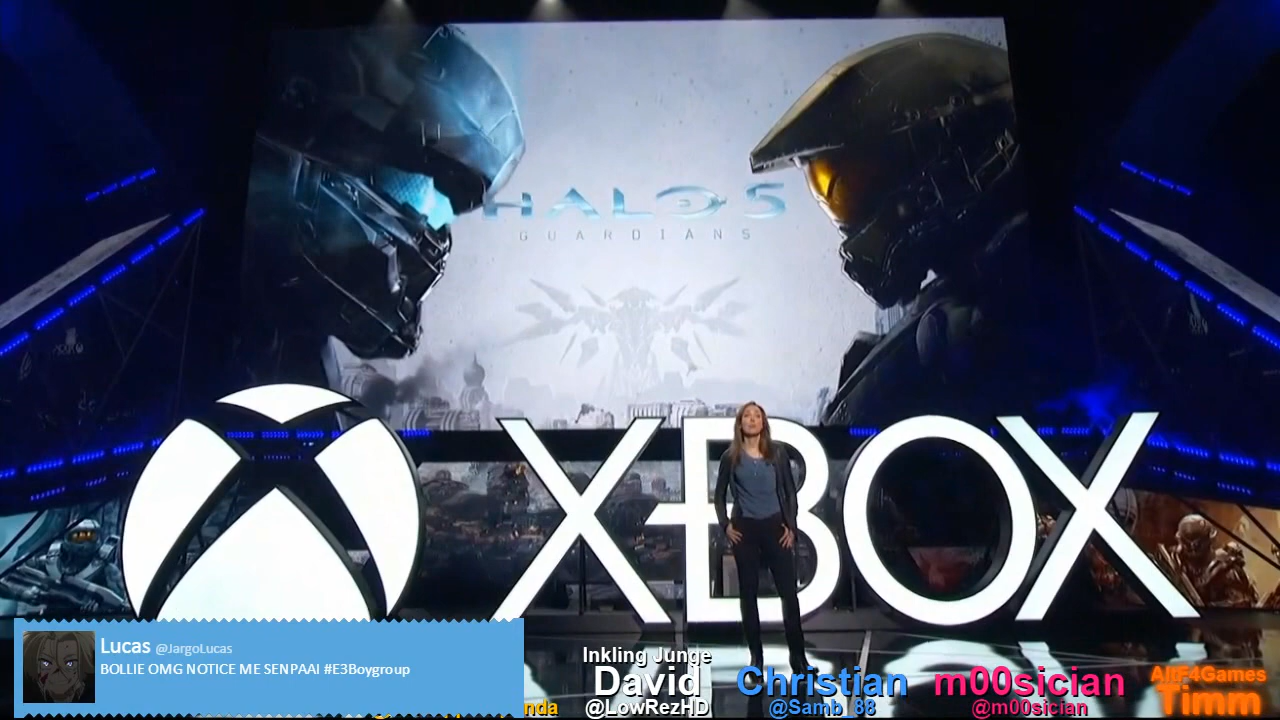 HALO 5
GUARDIANS
XBOX
Lucas @JargoLucas
BOLLIE OMG NOTICE ME SENPAAI #E3Boygroup
Inkling Junge
David
@LowRezHD
Christian
@Samb_88
m00sician
@m00sician
AltF4Games
Timm